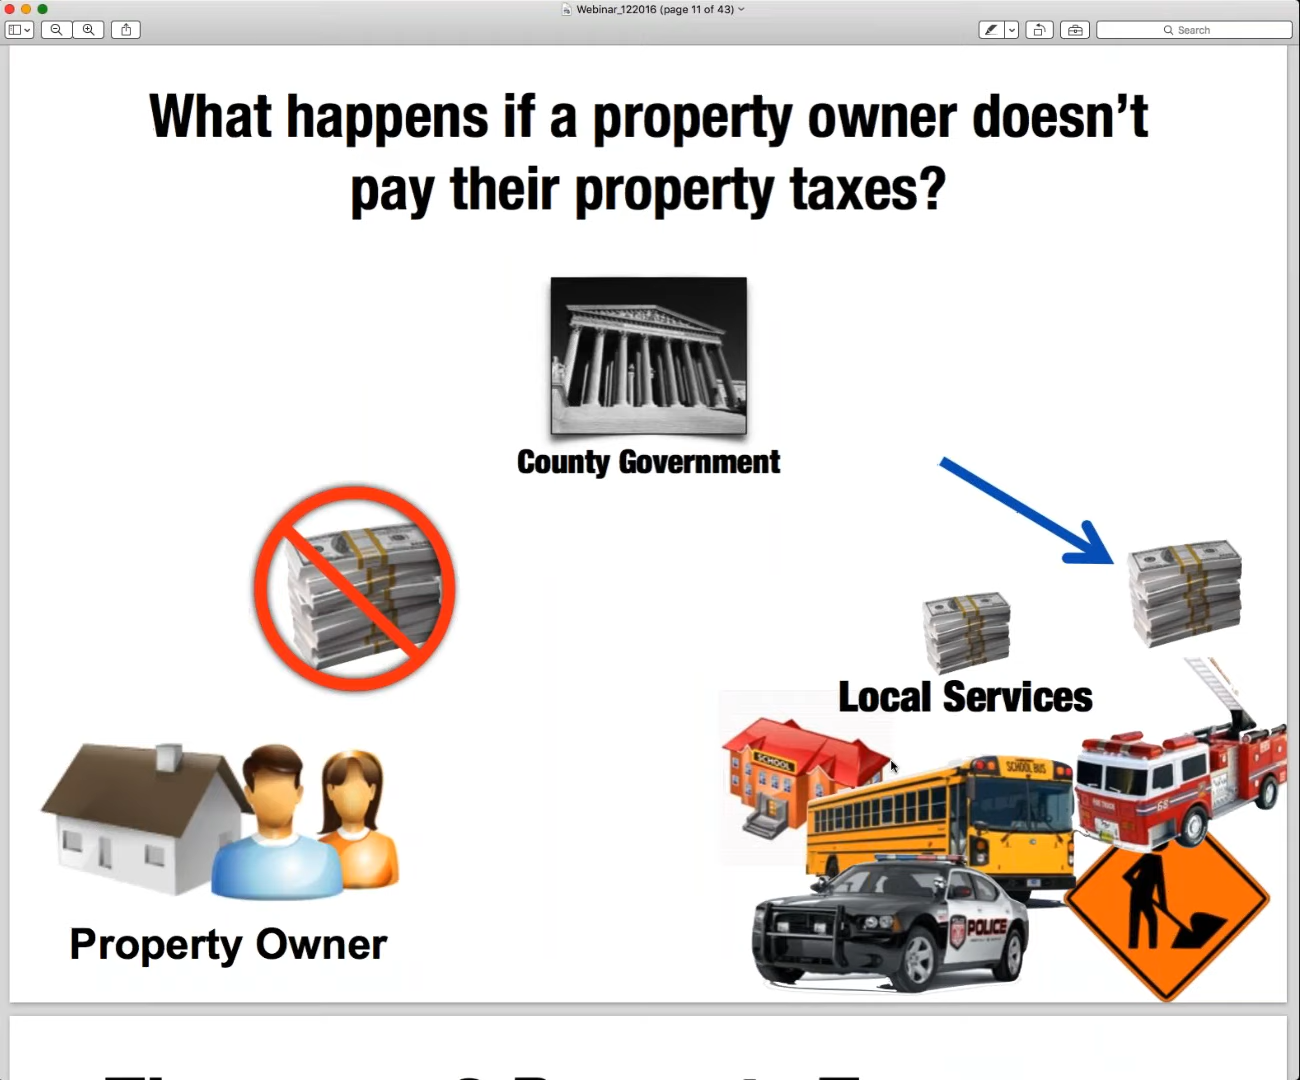 Webinar_122016 (page 11 of 43)
Search
What happens if a property owner doesn’t
pay their property taxes?
County Government
Local Services
SCHOOL
SCHOOL BUS
POLICE
Property Owner